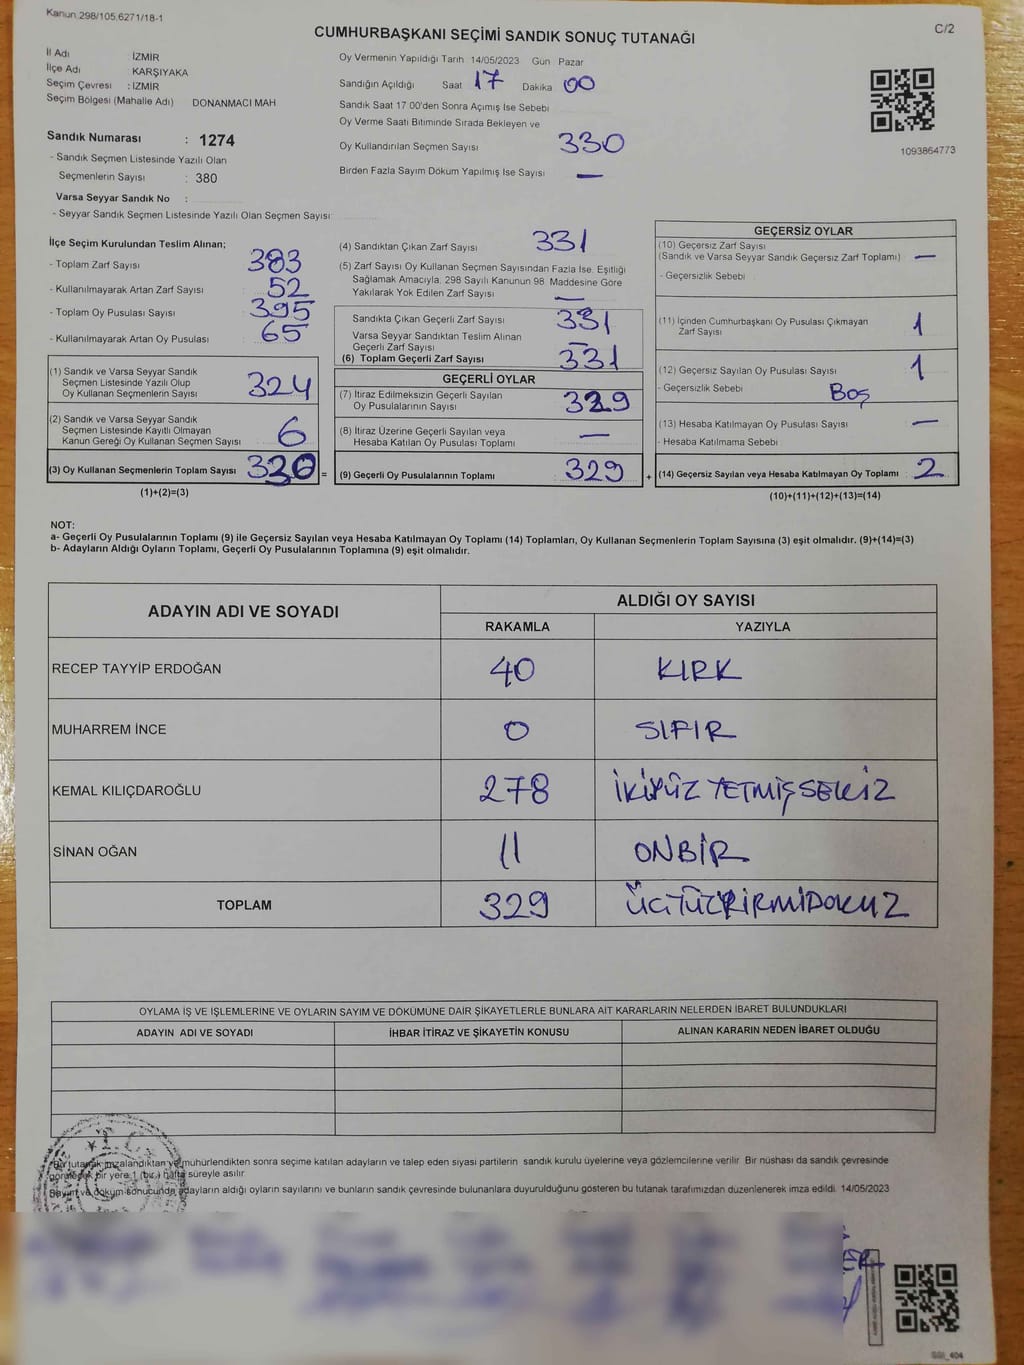 Kanun 298/105.6271/18-1
C/2
CUMHURBAŞKANI SEÇİMİ SANDIK SONUÇ TUTANAĞI
İl Adı : İZMİR
İlçe Adı : KARŞIYAKA
Seçim Çevresi : İZMİR
Seçim Bölgesi (Mahalle Adı) DONANMACI MAH
Sandık Numarası : 1274
- Sandık Seçmen Listesinde Yazılı Olan
Seçmenlerin Sayısı : 380
Varsa Seyyar Sandık No :
- Seyyar Sandık Seçmen Listesinde Yazılı Olan Seçmen Sayısı:
Oy Vermenin Yapıldığı Tarih 14/05/2023 Gün Pazar
Sandığın Açıldığı Saat 17 Dakika 00
Sandık Saat 17 00'den Sonra Açımış İse Sebebi
Oy Verme Saati Bitiminde Sırada Bekleyen ve
Oy Kullandırılan Seçmen Sayısı 330
Birden Fazla Sayım Döküm Yapılmış İse Sayısı —
1093864773
İlçe Seçim Kurulundan Teslim Alınan;
- Toplam Zarf Sayısı 383
- Kullanılmayarak Artan Zarf Sayısı 52
- Toplam Oy Pusulası Sayısı 395
- Kullanılmayarak Artan Oy Pusulası 65
(1) Sandık ve Varsa Seyyar Sandık
Seçmen Listesinde Yazılı Olup
Oy Kullanan Seçmenlerin Sayısı 324
(2) Sandık ve Varsa Seyyar Sandık
Seçmen Listesinde Kayıtlı Olmayan
Kanun Gereği Oy Kullanan Seçmen Sayısı 6
(3) Oy Kullanan Seçmenlerin Toplam Sayısı 330 =
(1)+(2)=(3)
(4) Sandıktan Çıkan Zarf Sayısı 331
(5) Zarf Sayısı Oy Kullanan Seçmen Sayısından Fazla İse. Eşitliği
Sağlamak Amacıyla, 298 Sayılı Kanunun 98. Maddesine Göre
Yakılarak Yok Edilen Zarf Sayısı —
Sandıkta Çıkan Geçerli Zarf Sayısı 331
Varsa Seyyar Sandıktan Teslim Alınan
Geçerli Zarf Sayısı —
(6) Toplam Geçerli Zarf Sayısı 331
GEÇERLİ OYLAR
(7) İtiraz Edilmeksizin Geçerli Sayılan
Oy Pusulalarının Sayısı 329
(8) İtiraz Üzerine Geçerli Sayılan veya
Hesaba Katılan Oy Pusulası Toplamı —
(9) Geçerli Oy Pusulalarının Toplamı 329 +
GEÇERSİZ OYLAR
(10) Geçersiz Zarf Sayısı
(Sandık ve Varsa Seyyar Sandık Geçersiz Zarf Toplamı) —
- Geçersizlik Sebebi
(11) İçinden Cumhurbaşkanı Oy Pusulası Çıkmayan
Zarf Sayısı 1
(12) Geçersiz Sayılan Oy Pusulası Sayısı 1
- Geçersizlik Sebebi Boş
(13) Hesaba Katılmayan Oy Pusulası Sayısı —
- Hesaba Katılmama Sebebi
(14) Geçersiz Sayılan veya Hesaba Katılmayan Oy Toplamı : 2
(10)+(11)+(12)+(13)=(14)
NOT:
a- Geçerli Oy Pusulalarının Toplamı (9) ile Geçersiz Sayılan veya Hesaba Katılmayan Oy Toplamı (14) Toplamları, Oy Kullanan Seçmenlerin Toplam Sayısına (3) eşit olmalıdır. (9)+(14)=(3)
b- Adayların Aldığı Oyların Toplamı, Geçerli Oy Pusulalarının Toplamına (9) eşit olmalıdır.
ADAYIN ADI VE SOYADI
ALDIĞI OY SAYISI
RAKAMLA YAZIYLA
RECEP TAYYİP ERDOĞAN 40 KIRK
MUHARREM İNCE 0 SIFIR
KEMAL KILIÇDAROĞLU 278 İKİYÜZ YETMİŞSEKİZ
SİNAN OĞAN 11 ONBİR
TOPLAM 329 ÜÇYÜZYİRMİDOKUZ
OYLAMA İŞ VE İŞLEMLERİNE VE OYLARIN SAYIM VE DÖKÜMÜNE DAİR ŞİKAYETLERLE BUNLARA AİT KARARLARIN NELERDEN İBARET BULUNDUKLARI
ADAYIN ADI VE SOYADI İHBAR İTİRAZ VE ŞİKAYETİN KONUSU ALINAN KARARIN NEDEN İBARET OLDUĞU
Bu tutanak imzalandıktan ve mühürlendikten sonra seçime katılan adayların ve talep eden siyasi partilerin sandık kurulu üyelerine veya gözlemcilerine verilir. Bir nüshası da sandık çevresinde
görülecek bir yere 1 (bir) hafta süreyle asılır.
Sayım ve döküm sonucunda adayların aldığı oyların sayılarını ve bunların sandık çevresinde bulunanlara duyurulduğunu gösteren bu tutanak tarafımızdan düzenlenerek imza edildi. 14/05/2023
T.C.